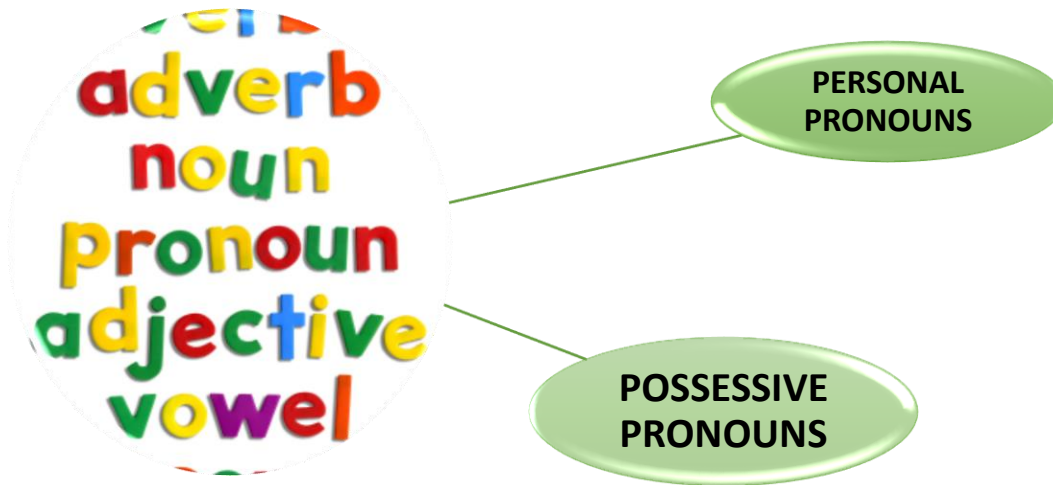 adverb
noun
pronoun
adjective
vowel
PERSONAL
PRONOUNS
POSSESSIVE
PRONOUNS